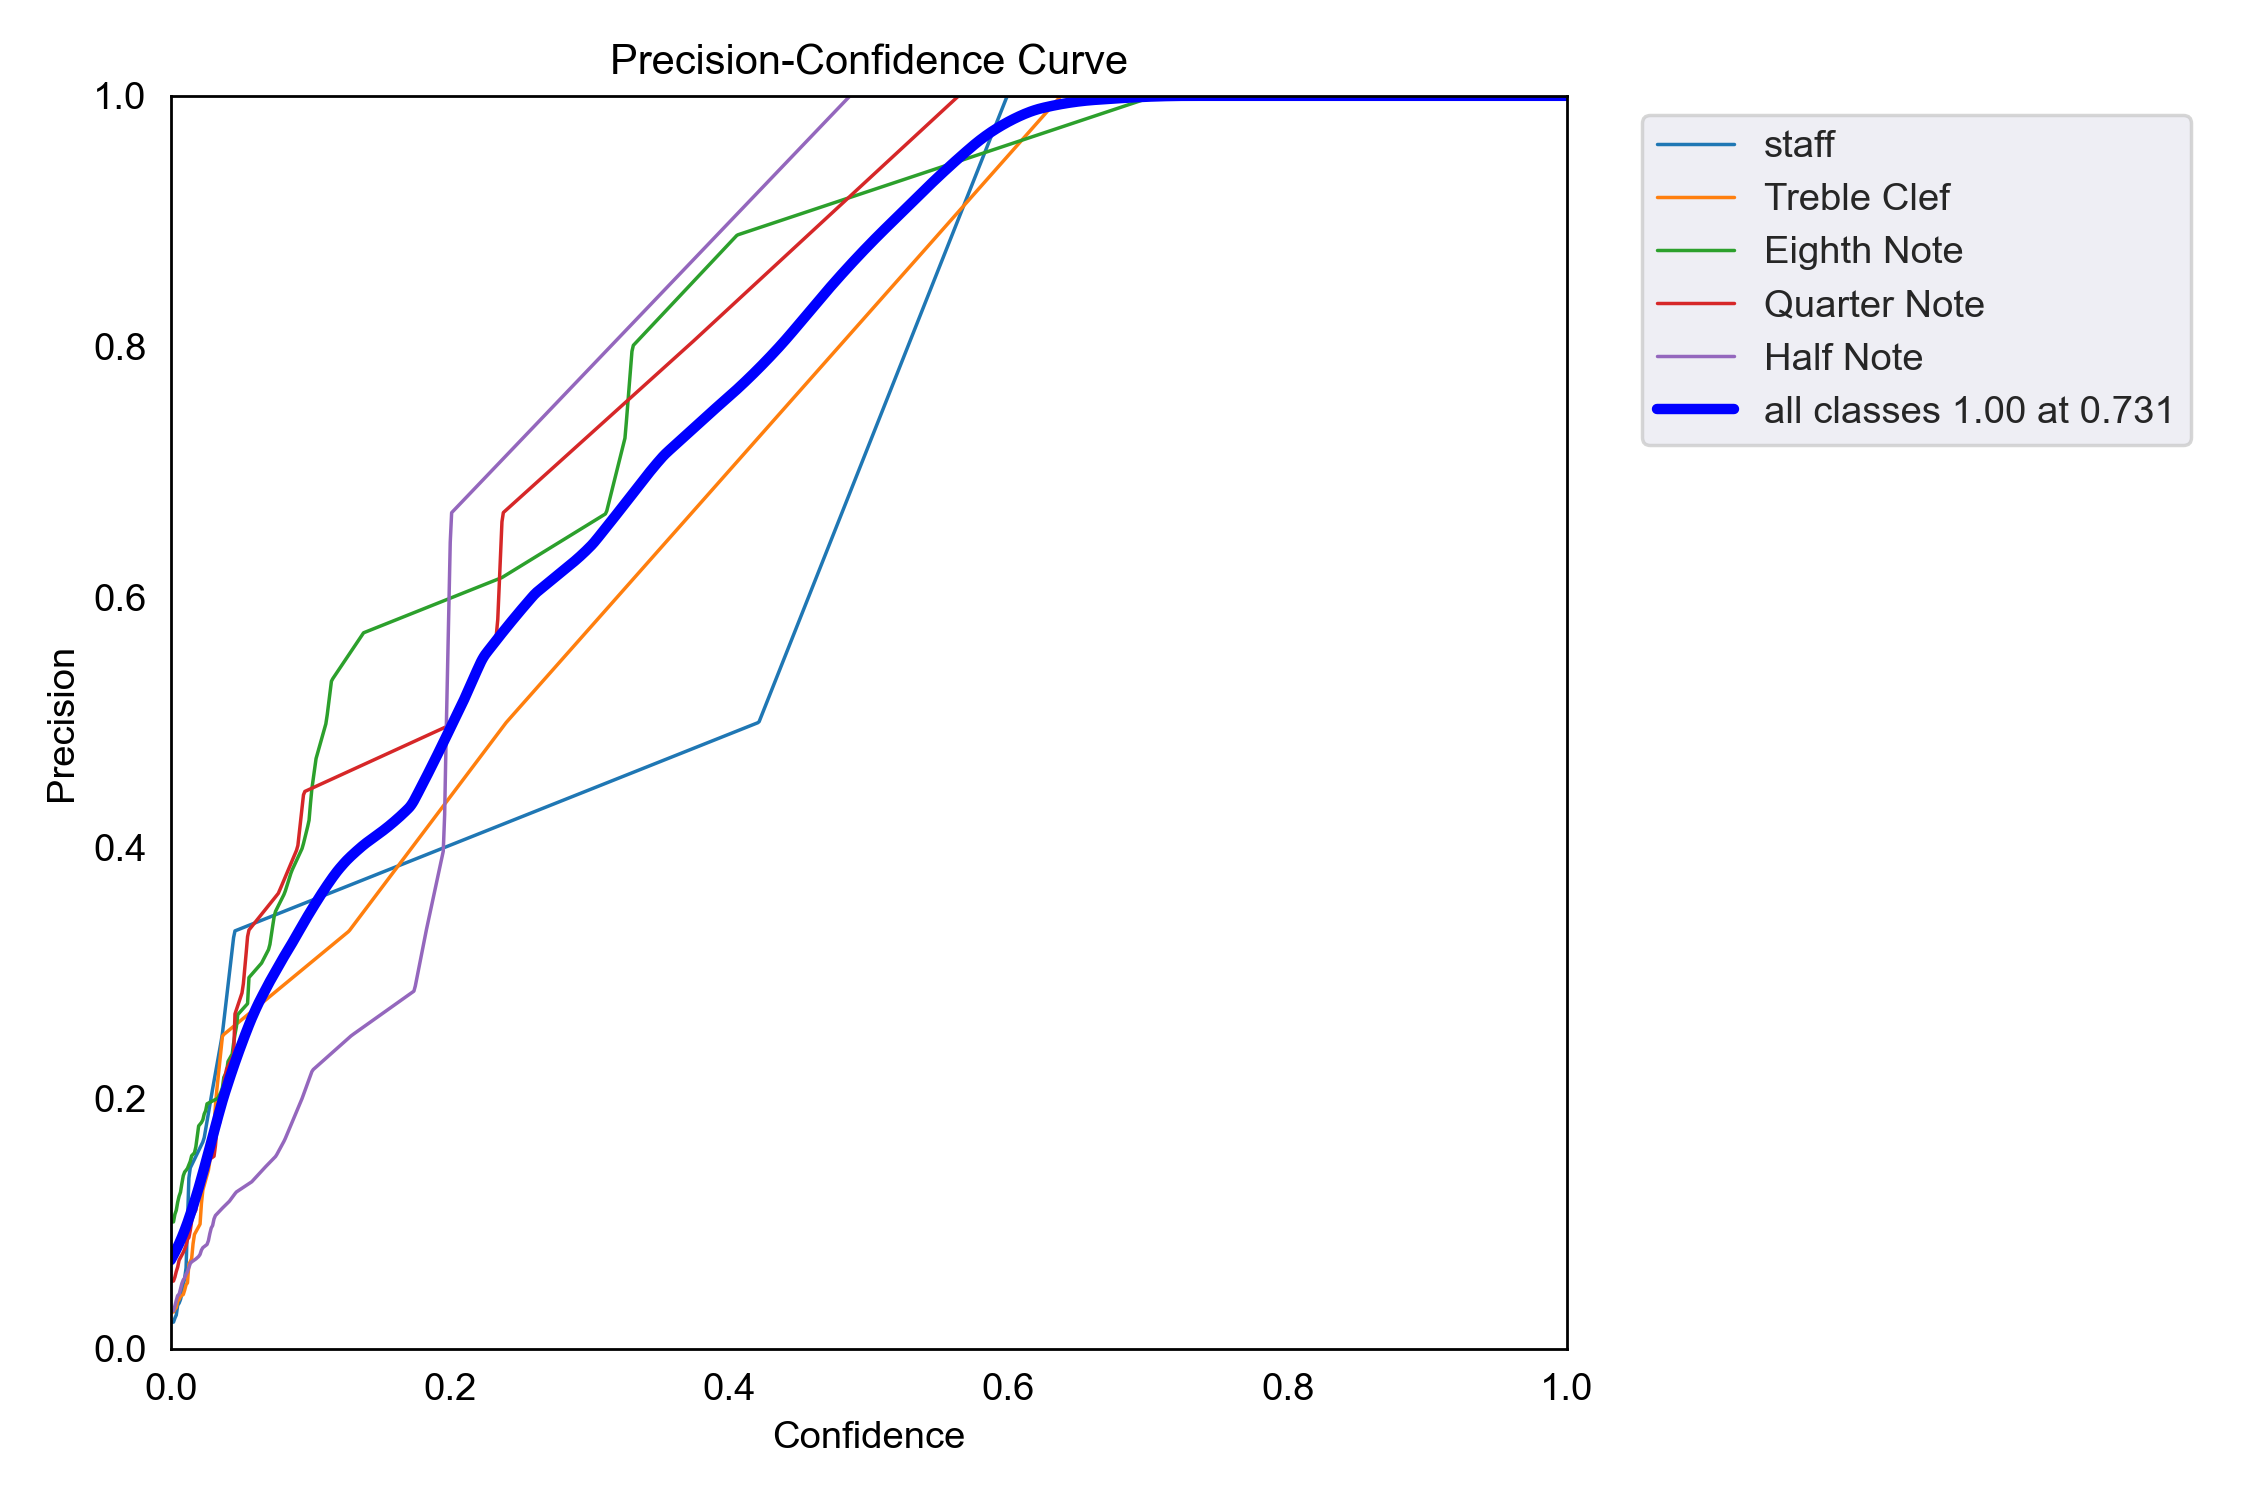 Precision-Confidence Curve
1.0
0.8
0.6
0.4
0.2
0.0
Precision
0.0 0.2 0.4 0.6 0.8 1.0
Confidence
staff
Treble Clef
Eighth Note
Quarter Note
Half Note
all classes 1.00 at 0.731